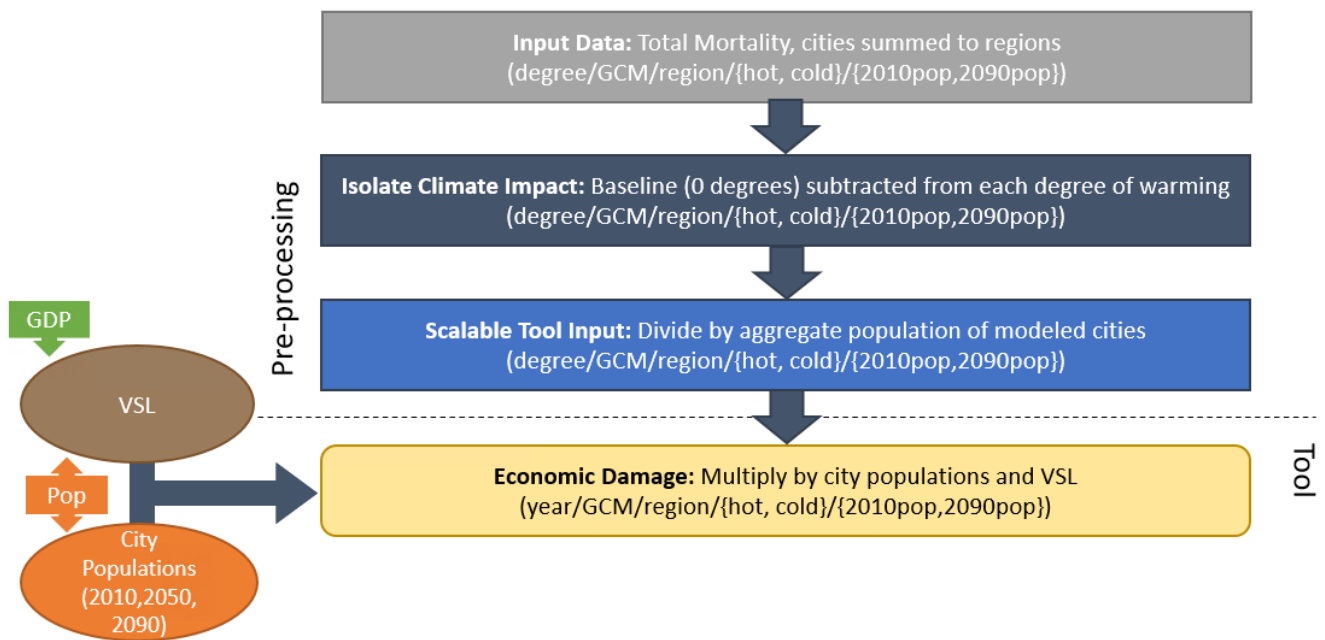 Input Data: Total Mortality, cities summed to regions
(degree/GCM/region/{hot, cold}/{2010pop,2090pop})
Pre-processing
Isolate Climate Impact: Baseline (0 degrees) subtracted from each degree of warming
(degree/GCM/region/{hot, cold}/{2010pop,2090pop})
Scalable Tool Input: Divide by aggregate population of modeled cities
(degree/GCM/region/{hot, cold}/{2010pop,2090pop})
GDP
VSL
Pop
City
Populations
(2010,2050,
2090)
Economic Damage: Multiply by city populations and VSL
(year/GCM/region/{hot, cold}/{2010pop,2090pop})
Tool